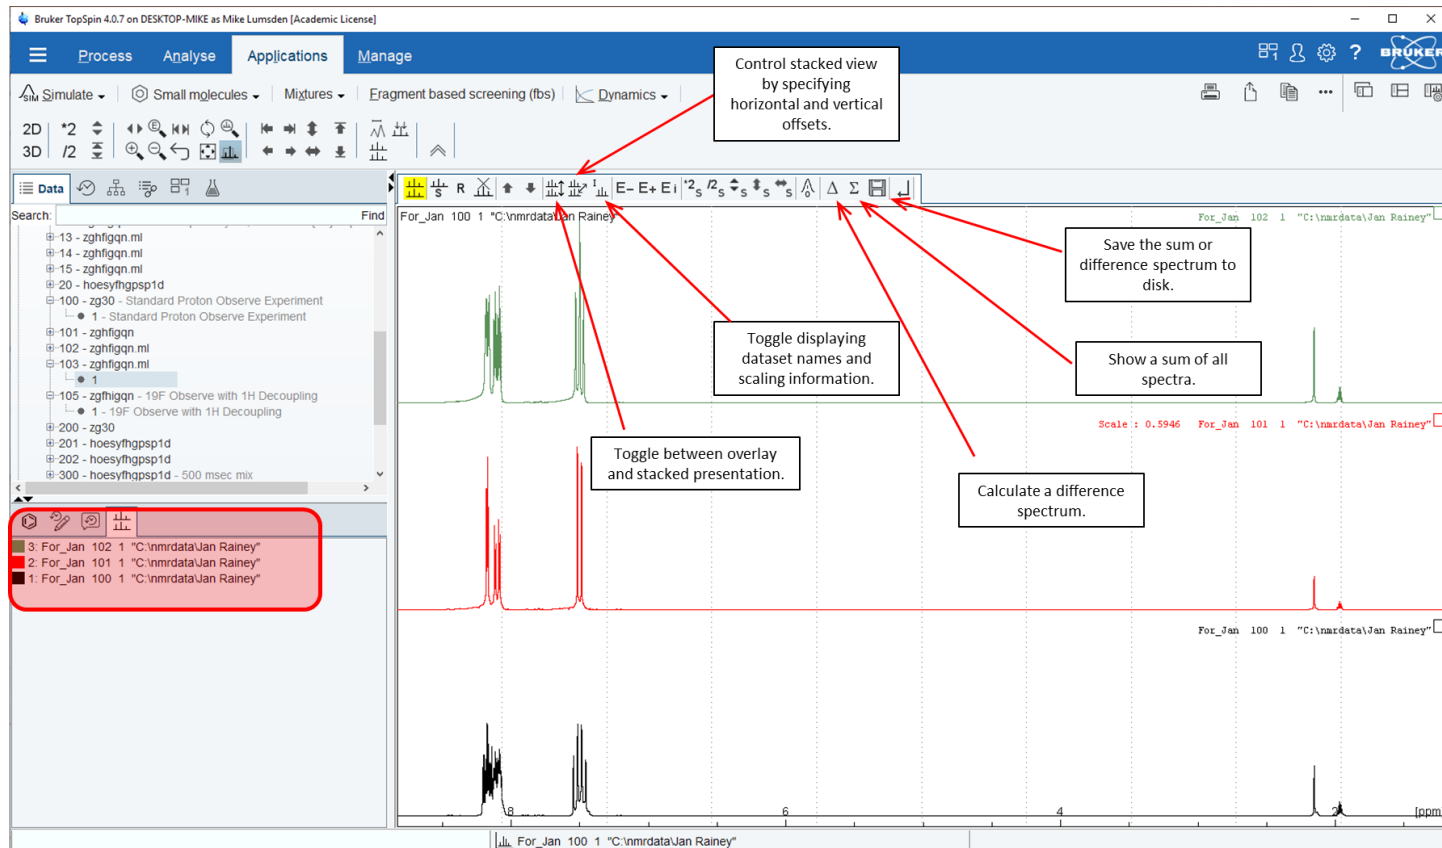 Bruker TopSpin 4.0.7 on DESKTOP-MIKE as Mike Lumsden [Academic License]
Process Analyse Applications Manage
BRUKER
SIM Simulate Small molecules Mixtures Fragment based screening (fbs) Dynamics
2D *2
3D /2
Control stacked view
by specifying
horizontal and vertical
offsets.
Data
S R E- E+ E i *2s /2s s s s Δ Σ
Search: Find
13 - zghfigqn.ml
14 - zghfigqn.ml
15 - zghfigqn.ml
20 - hoesyfhgpsp1d
100 - zg30 - Standard Proton Observe Experiment
1 - Standard Proton Observe Experiment
101 - zghfigqn
102 - zghfigqn.ml
103 - zghfigqn.ml
1
105 - zgfhigqn - 19F Observe with 1H Decoupling
1 - 19F Observe with 1H Decoupling
200 - zg30
201 - hoesyfhgpsp1d
202 - hoesyfhgpsp1d
300 - hoesyfhgpsp1d - 500 msec mix
3: For_Jan 102 1 "C:\nmrdata\Jan Rainey"
2: For_Jan 101 1 "C:\nmrdata\Jan Rainey"
1: For_Jan 100 1 "C:\nmrdata\Jan Rainey"
For_Jan 100 1 "C:\nmrdata\Jan Rainey"
For_Jan 102 1 "C:\nmrdata\Jan Rainey"
Save the sum or
difference spectrum to
disk.
Toggle displaying
dataset names and
scaling information.
Show a sum of all
spectra.
Scale : 0.5946 For_Jan 101 1 "C:\nmrdata\Jan Rainey"
Toggle between overlay
and stacked presentation.
Calculate a difference
spectrum.
For_Jan 100 1 "C:\nmrdata\Jan Rainey"
8 6 4 2 [ppm
For_Jan 100 1 "C:\nmrdata\Jan Rainey"